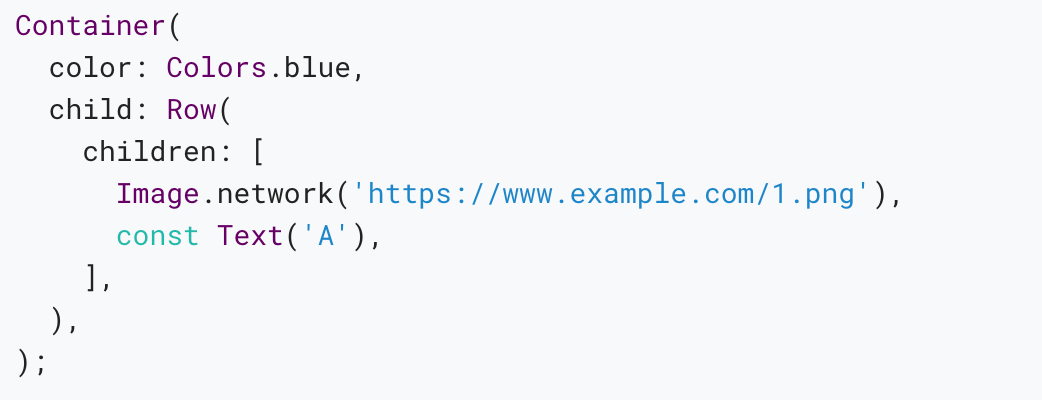 Container(
  color: Colors.blue,
  child: Row(
    children: [
      Image.network('https://www.example.com/1.png'),
      const Text('A'),
    ],
  ),
);